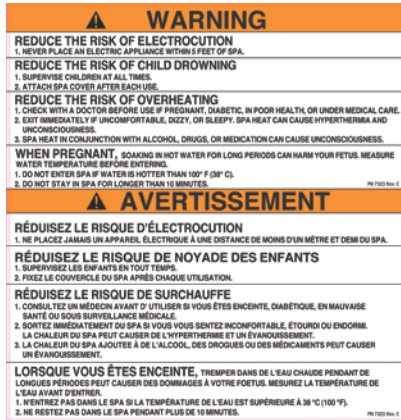 WARNING
REDUCE THE RISK OF ELECTROCUTION
1. NEVER PLACE AN ELECTRIC APPLIANCE WITHIN 5 FEET OF SPA.
REDUCE THE RISK OF CHILD DROWNING
1. SUPERVISE CHILDREN AT ALL TIMES.
2. ATTACH SPA COVER AFTER EACH USE.
REDUCE THE RISK OF OVERHEATING
1. CHECK WITH A DOCTOR BEFORE USE IF PREGNANT, DIABETIC, IN POOR HEALTH, OR UNDER MEDICAL CARE.
2. EXIT IMMEDIATELY IF UNCOMFORTABLE, DIZZY, OR SLEEPY. SPA HEAT CAN CAUSE HYPERTHERMIA AND
UNCONSCIOUSNESS.
3. SPA HEAT IN CONJUNCTION WITH ALCOHOL, DRUGS, OR MEDICATION CAN CAUSE UNCONSCIOUSNESS.
WHEN PREGNANT, SOAKING IN HOT WATER FOR LONG PERIODS CAN HARM YOUR FETUS. MEASURE
WATER TEMPERATURE BEFORE ENTERING.
1. DO NOT ENTER SPA IF WATER IS HOTTER THAN 100° F (38° C).
2. DO NOT STAY IN SPA FOR LONGER THAN 10 MINUTES. PN 7323 Rev. C
AVERTISSEMENT
RÉDUISEZ LE RISQUE D'ÉLECTROCUTION
1. NE PLACEZ JAMAIS UN APPAREIL ÉLECTRIQUE À UNE DISTANCE DE MOINS D'UN MÈTRE ET DEMI DU SPA.
RÉDUISEZ LE RISQUE DE NOYADE DES ENFANTS
1. SUPERVISEZ LES ENFANTS EN TOUT TEMPS.
2. FIXEZ LE COUVERCLE DU SPA APRÈS CHAQUE UTILISATION.
RÉDUISEZ LE RISQUE DE SURCHAUFFE
1. CONSULTEZ UN MÉDECIN AVANT D' UTILISER SI VOUS ÊTES ENCEINTE, DIABÉTIQUE, EN MAUVAISE
SANTÉ OU SOUS SURVEILLANCE MÉDICALE.
2. SORTEZ IMMÉDIATEMENT DU SPA SI VOUS VOUS SENTEZ INCONFORTABLE, ÉTOURDI OU ENDORMI.
LA CHALEUR DU SPA PEUT CAUSER DE L'HYPERTHERMIE ET UN ÉVANOUISSEMENT.
3. LA CHALEUR DU SPA AJOUTÉE À DE L'ALCOOL, DES DROGUES OU DES MÉDICAMENTS PEUT CAUSER
UN ÉVANOUISSEMENT.
LORSQUE VOUS ÊTES ENCEINTE, TREMPER DANS DE L'EAU CHAUDE PENDANT DE
LONGUES PÉRIODES PEUT CAUSER DES DOMMAGES À VOTRE FOETUS. MESUREZ LA TEMPÉRATURE DE
L'EAU AVANT D'ENTRER.
1. N'ENTREZ PAS DANS LE SPA SI LA TEMPÉRATURE DE L'EAU EST SUPÉRIEURE À 38 °C (100 °F).
2. NE RESTEZ PAS DANS LE SPA PENDANT PLUS DE 10 MINUTES. PN 7323 Rev. C